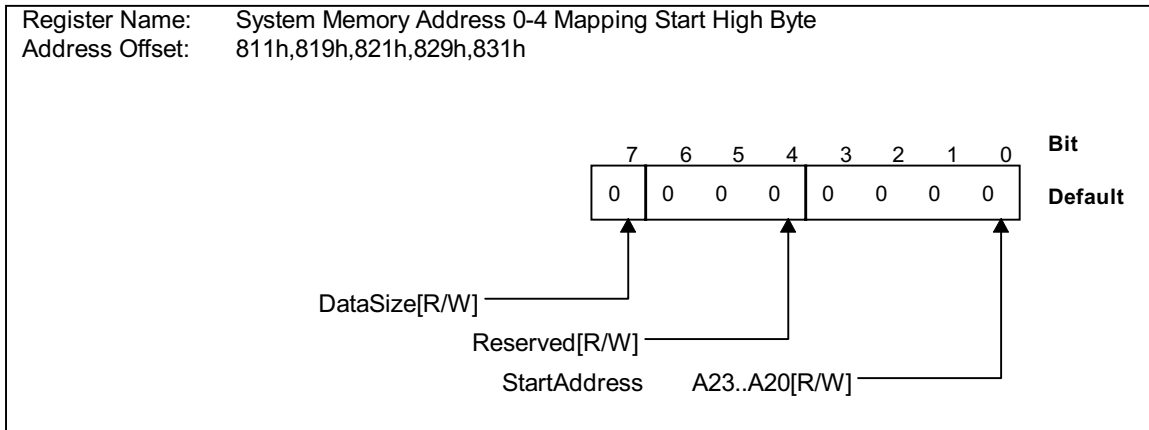 Register Name: System Memory Address 0-4 Mapping Start High Byte
Address Offset: 811h,819h,821h,829h,831h
7 6 5 4 3 2 1 0 Bit
0 0 0 0 0 0 0 0 Default
DataSize[R/W]
Reserved[R/W]
StartAddress A23..A20[R/W]